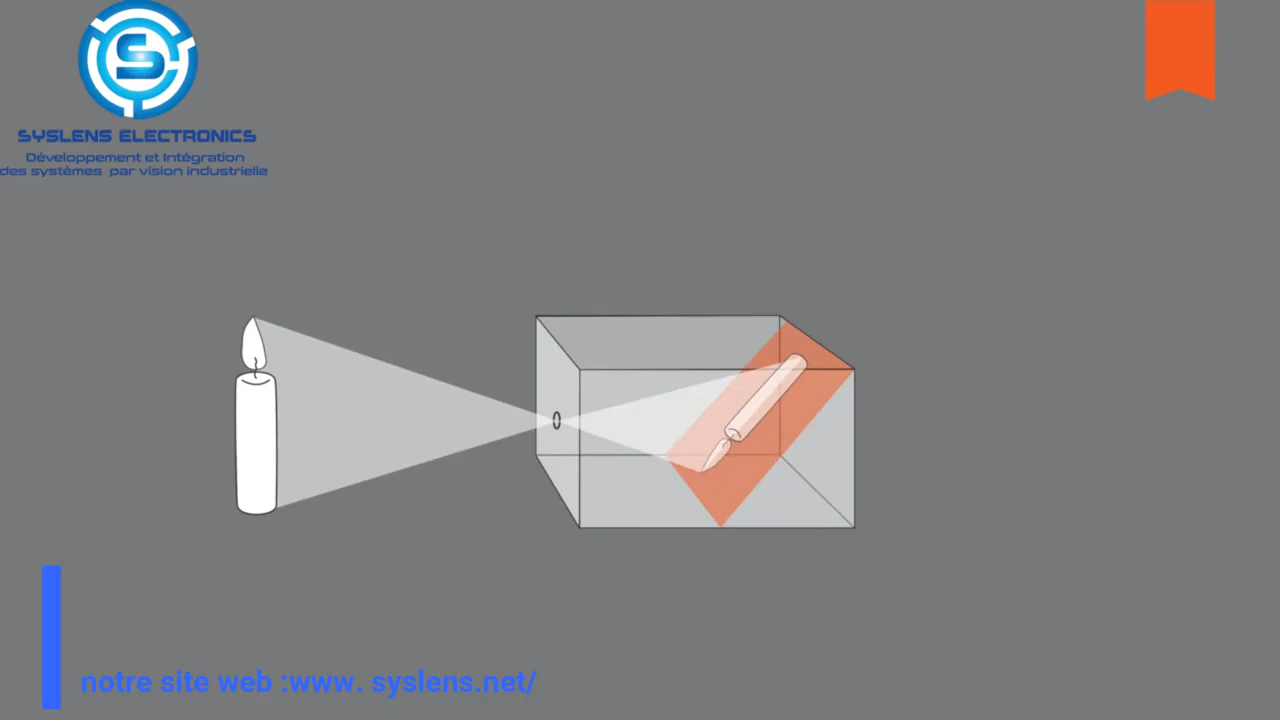 S
SYSLENS ELECTRONICS
Développement et Intégration
des systèmes par vision industrielle
notre site web :www. syslens.net/